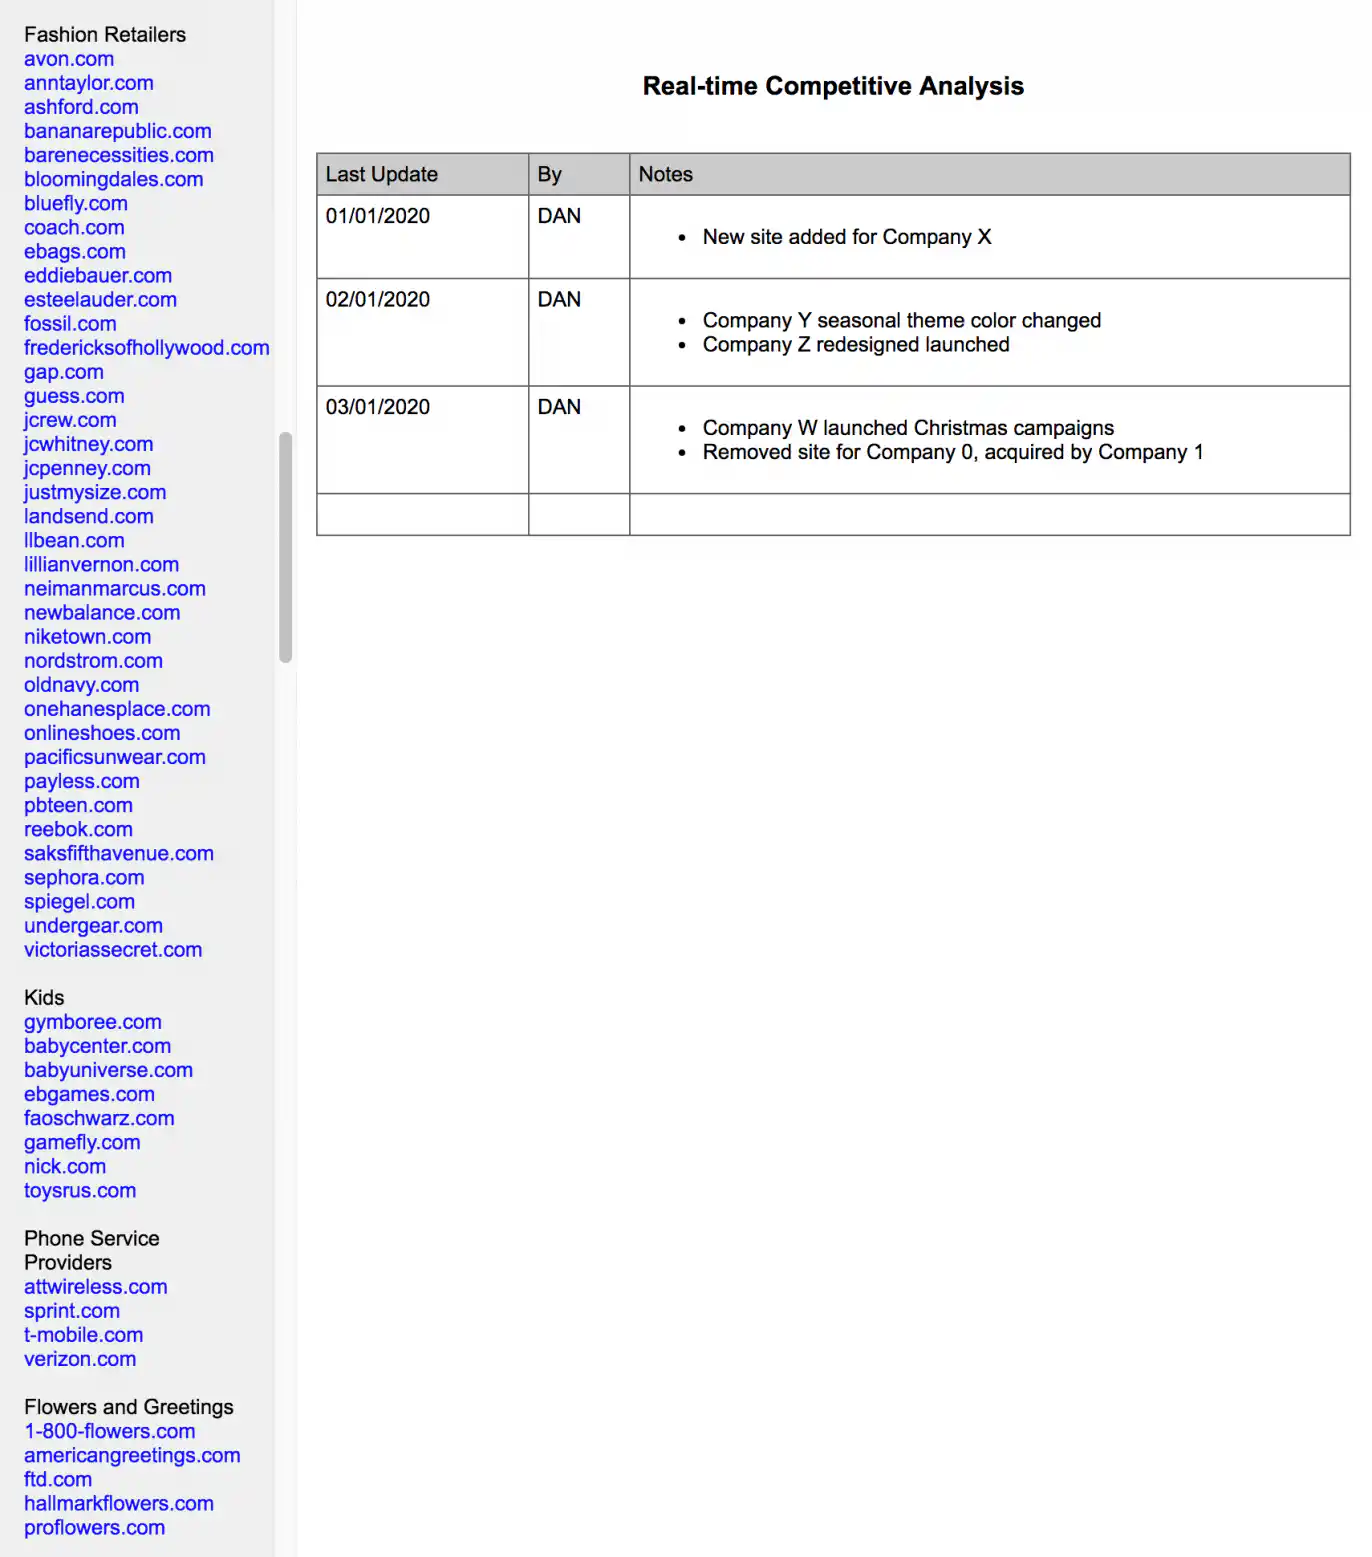 Fashion Retailers
avon.com
anntaylor.com
ashford.com
bananarepublic.com
barenecessities.com
bloomingdales.com
bluefly.com
coach.com
ebags.com
eddiebauer.com
esteelauder.com
fossil.com
fredericksofhollywood.com
gap.com
guess.com
jcrew.com
jcwhitney.com
jcpenney.com
justmysize.com
landsend.com
llbean.com
lillianvernon.com
neimanmarcus.com
newbalance.com
niketown.com
nordstrom.com
oldnavy.com
onehanesplace.com
onlineshoes.com
pacificsunwear.com
payless.com
pbteen.com
reebok.com
saksfifthavenue.com
sephora.com
spiegel.com
undergear.com
victoriassecret.com
Kids
gymboree.com
babycenter.com
babyuniverse.com
ebgames.com
faoschwarz.com
gamefly.com
nick.com
toysrus.com
Phone Service
Providers
attwireless.com
sprint.com
t-mobile.com
verizon.com
Flowers and Greetings
1-800-flowers.com
americangreetings.com
ftd.com
hallmarkflowers.com
proflowers.com
Real-time Competitive Analysis
Last Update By Notes
01/01/2020 DAN
• New site added for Company X
02/01/2020 DAN
• Company Y seasonal theme color changed
• Company Z redesigned launched
03/01/2020 DAN
• Company W launched Christmas campaigns
• Removed site for Company 0, acquired by Company 1